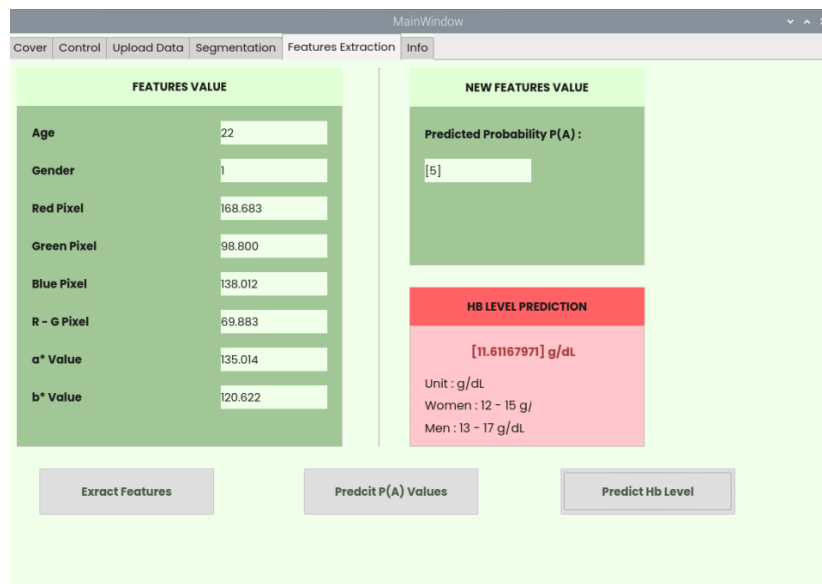 MainWindow
Cover Control Upload Data Segmentation Features Extraction Info
FEATURES VALUE
Age 22
Gender 1
Red Pixel 168.683
Green Pixel 98.800
Blue Pixel 138.012
R - G Pixel 69.883
a* Value 135.014
b* Value 120.622
NEW FEATURES VALUE
Predicted Probability P(A) :
[5]
HB LEVEL PREDICTION
[11.61167971] g/dL
Unit : g/dL
Women : 12 - 15 g/
Men : 13 - 17 g/dL
Exract Features Predcit P(A) Values Predict Hb Level